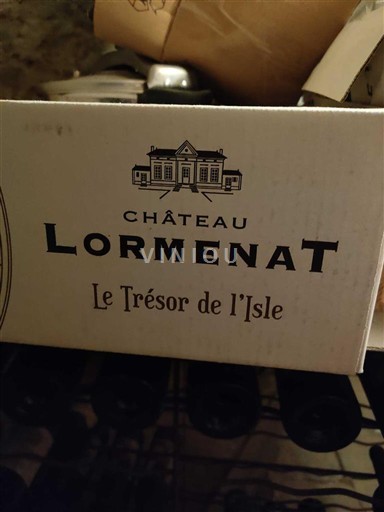 CHÂTEAU
LORMENAT
VINIOU
Le Trésor de l'Isle